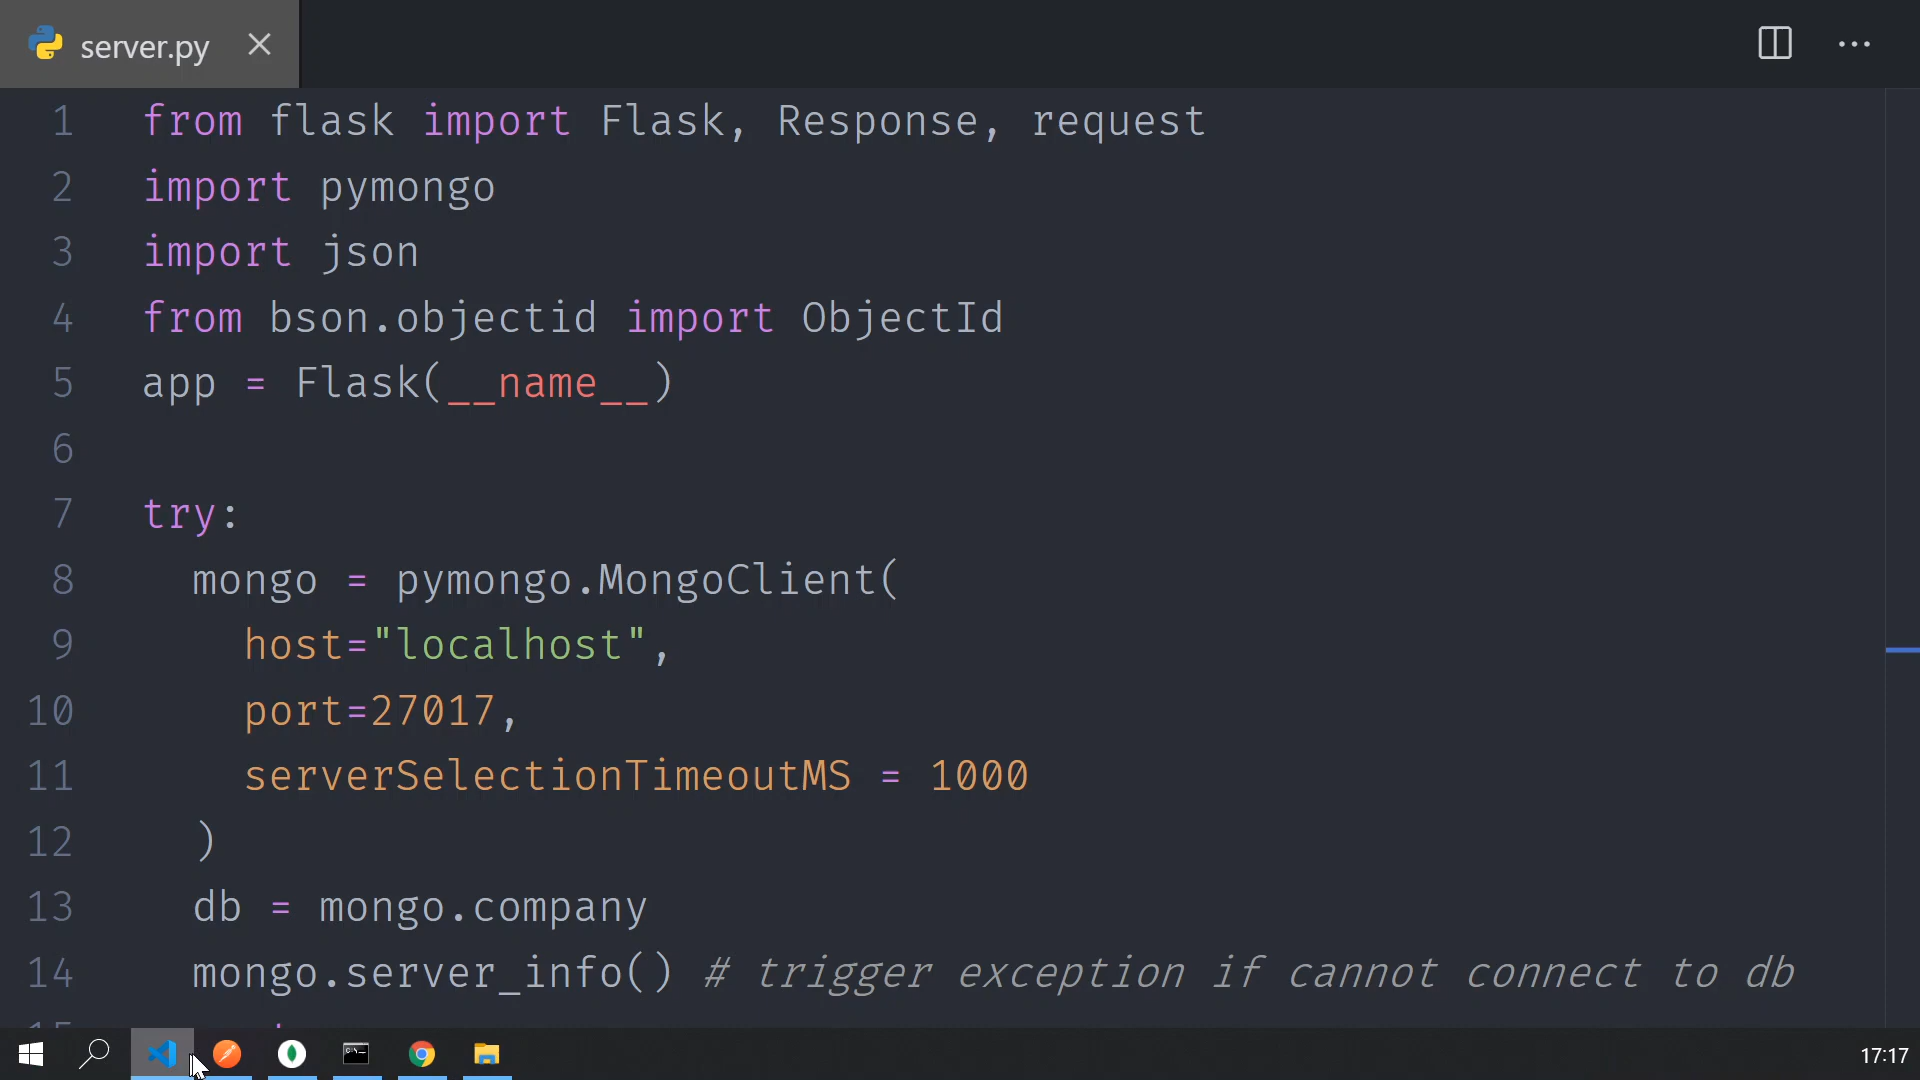 server.py
1 from flask import Flask, Response, request
2 import pymongo
3 import json
4 from bson.objectid import ObjectId
5 app = Flask(__name__)
6
7 try:
8 mongo = pymongo.MongoClient(
9 host="localhost",
10 port=27017,
11 serverSelectionTimeoutMS = 1000
12 )
13 db = mongo.company
14 mongo.server_info() # trigger exception if cannot connect to db
17:17